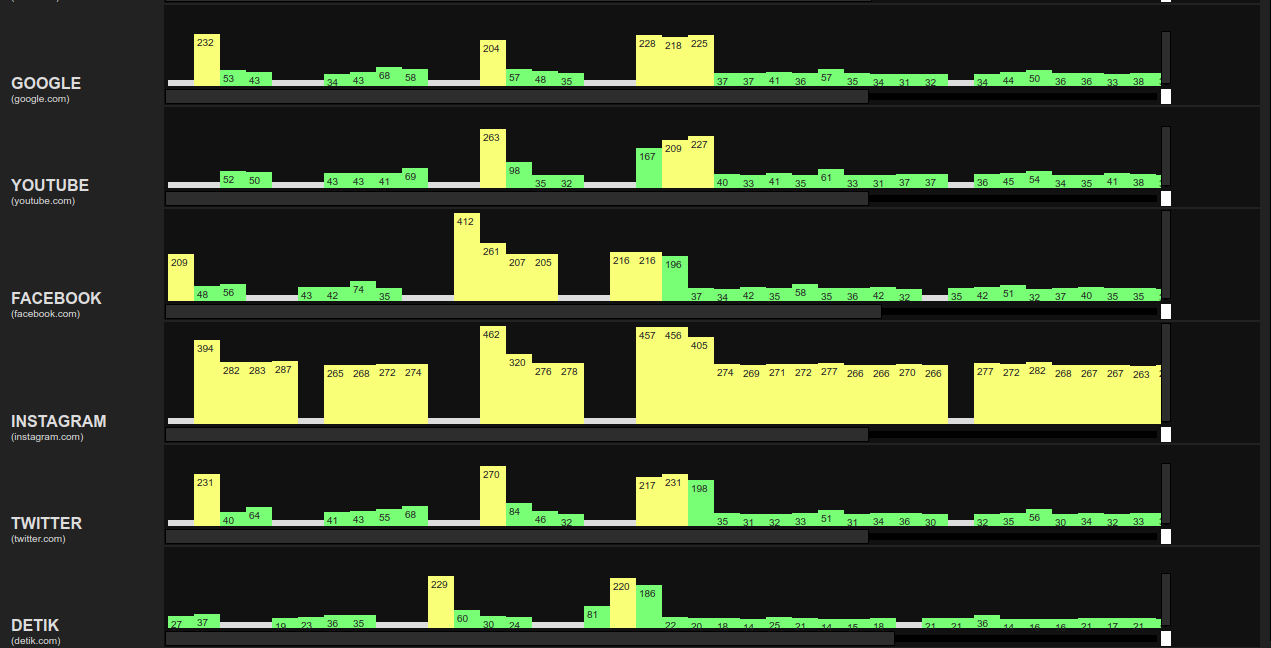 232 53 43 34 43 68 58 204 57 48 35 228 218 225 37 37 41 36 57 35 34 31 32 34 44 50 36 36 33 38
GOOGLE
(google.com)
263 98 167 209 227
52 50 43 43 41 69 35 32 40 33 41 35 61 33 31 37 37 36 45 54 34 35 41 38
YOUTUBE
(youtube.com)
412
209 261 207 205 216 216 196
48 56 43 42 74 35 37 34 42 35 58 35 36 42 32 35 42 51 32 37 40 35 35
FACEBOOK
(facebook.com)
394 282 283 287 265 268 272 274 462 320 276 278 457 456 405 274 269 271 272 277 266 266 270 266 277 272 282 268 267 267 263
INSTAGRAM
(instagram.com)
231 40 64 41 43 55 68 270 84 46 32 217 231 198 35 31 32 33 51 31 34 36 30 32 35 56 30 34 32 33
TWITTER
(twitter.com)
229 220 186
27 37 19 23 36 35 60 30 24 81 22 20 18 14 25 21 14 15 18 21 21 36 14 16 16 21 17 21
DETIK
(detik.com)